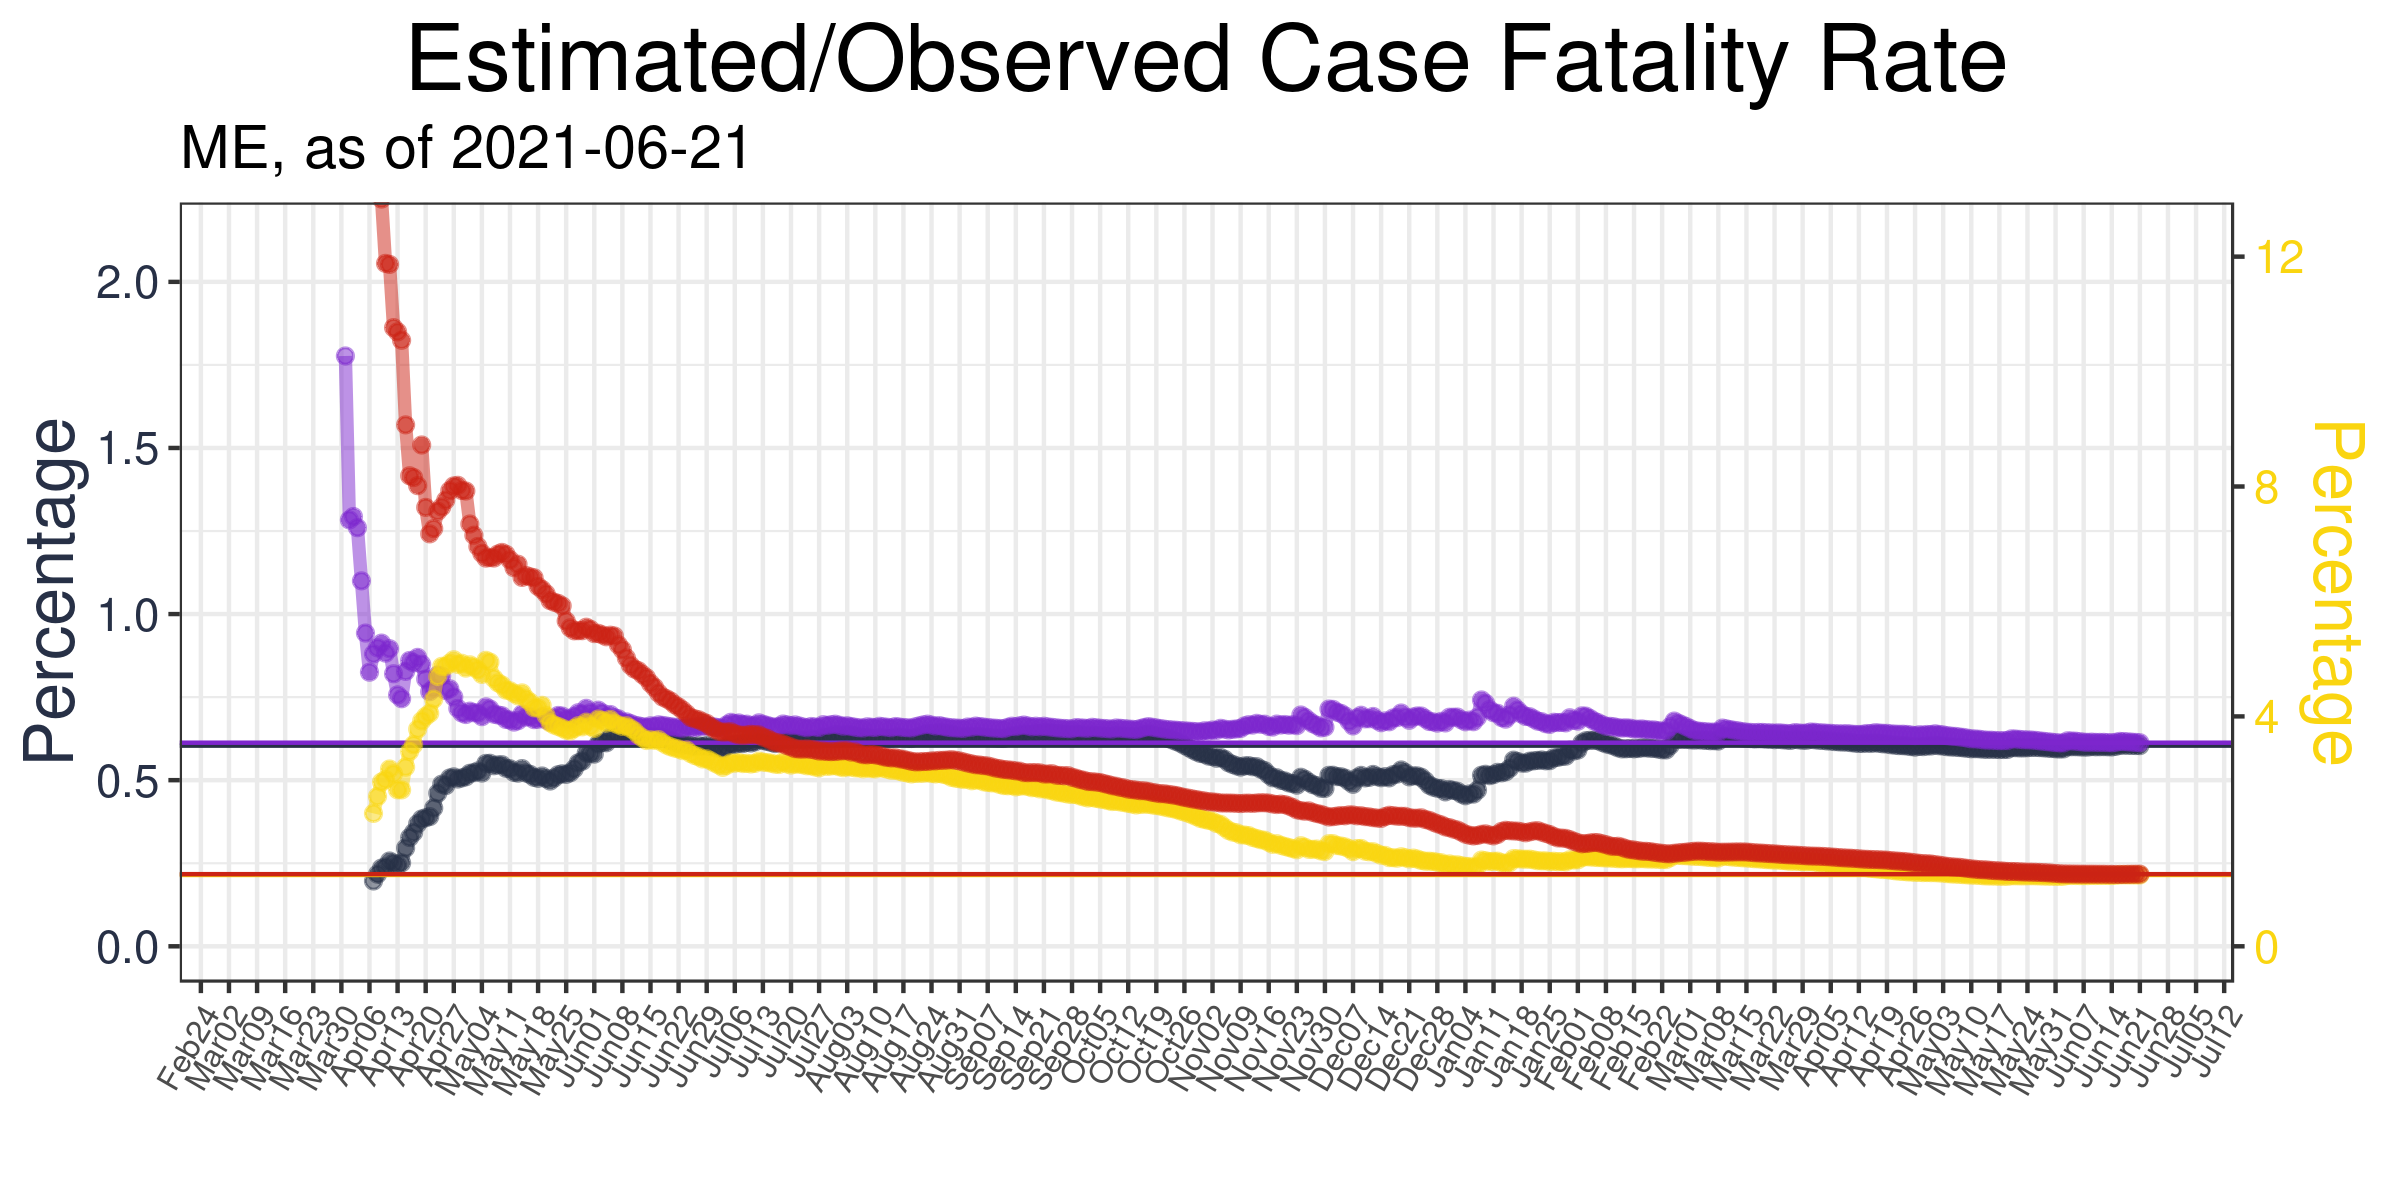 Estimated/Observed Case Fatality Rate
ME, as of 2021-06-21
Percentage
2.0
1.5
1.0
0.5
0.0
12
8
4
0
Percentage
Feb24
Mar02
Mar09
Mar16
Mar23
Mar30
Apr06
Apr13
Apr20
Apr27
May04
May11
May18
May25
Jun01
Jun08
Jun15
Jun22
Jun29
Jul06
Jul13
Jul20
Jul27
Aug03
Aug10
Aug17
Aug24
Aug31
Sep07
Sep14
Sep21
Sep28
Oct05
Oct12
Oct19
Oct26
Nov02
Nov09
Nov16
Nov23
Nov30
Dec07
Dec14
Dec21
Dec28
Jan04
Jan11
Jan18
Jan25
Feb01
Feb08
Feb15
Feb22
Mar01
Mar08
Mar15
Mar22
Mar29
Apr05
Apr12
Apr19
Apr26
May03
May10
May17
May24
May31
Jun07
Jun14
Jun21
Jun28
Jul05
Jul12